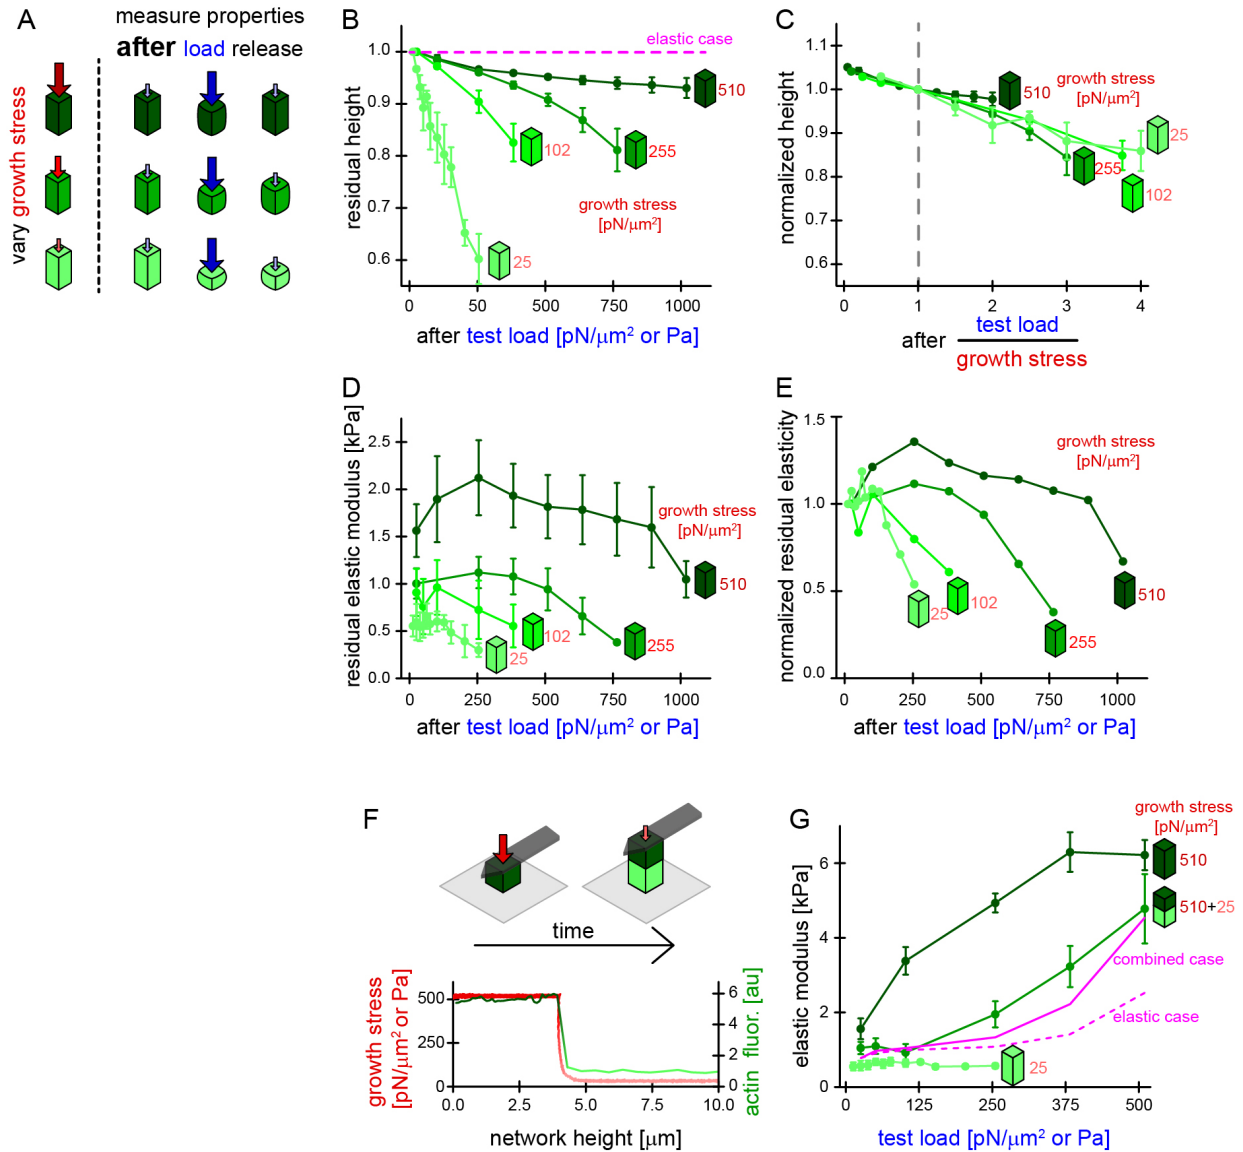 A
measure properties
after load release
vary growth stress
B
residual height
1.0
0.9
0.8
0.7
0.6
elastic case
510
102
255
growth stress
[pN/μm²]
25
0
50
500
750
1000
after test load [pN/μm² or Pa]
C
normalized height
1.1
1.0
0.9
0.8
0.7
0.6
growth stress
[pN/μm²]
510
25
255
102
0
1
2
3
4
after test load
growth stress
D
residual elastic modulus [kPa]
2.5
2.0
1.5
1.0
0.5
0.0
growth stress
[pN/μm²]
510
102
255
25
0
250
500
750
1000
after test load [pN/μm² or Pa]
E
normalized residual elasticity
1.5
1.0
0.5
0.0
growth stress
[pN/μm²]
510
25
102
255
0
250
500
750
1000
after test load [pN/μm² or Pa]
F
time
growth stress
[pN/μm² or Pa]
500
250
0
6
4
2
0
actin fluor. [au]
0.0
2.5
5.0
7.5
10.0
network height [μm]
G
growth stress
[pN/μm²]
elastic modulus [kPa]
6
4
2
0
510
510+25
combined case
elastic case
25
0
125
250
375
500
test load [pN/μm² or Pa]